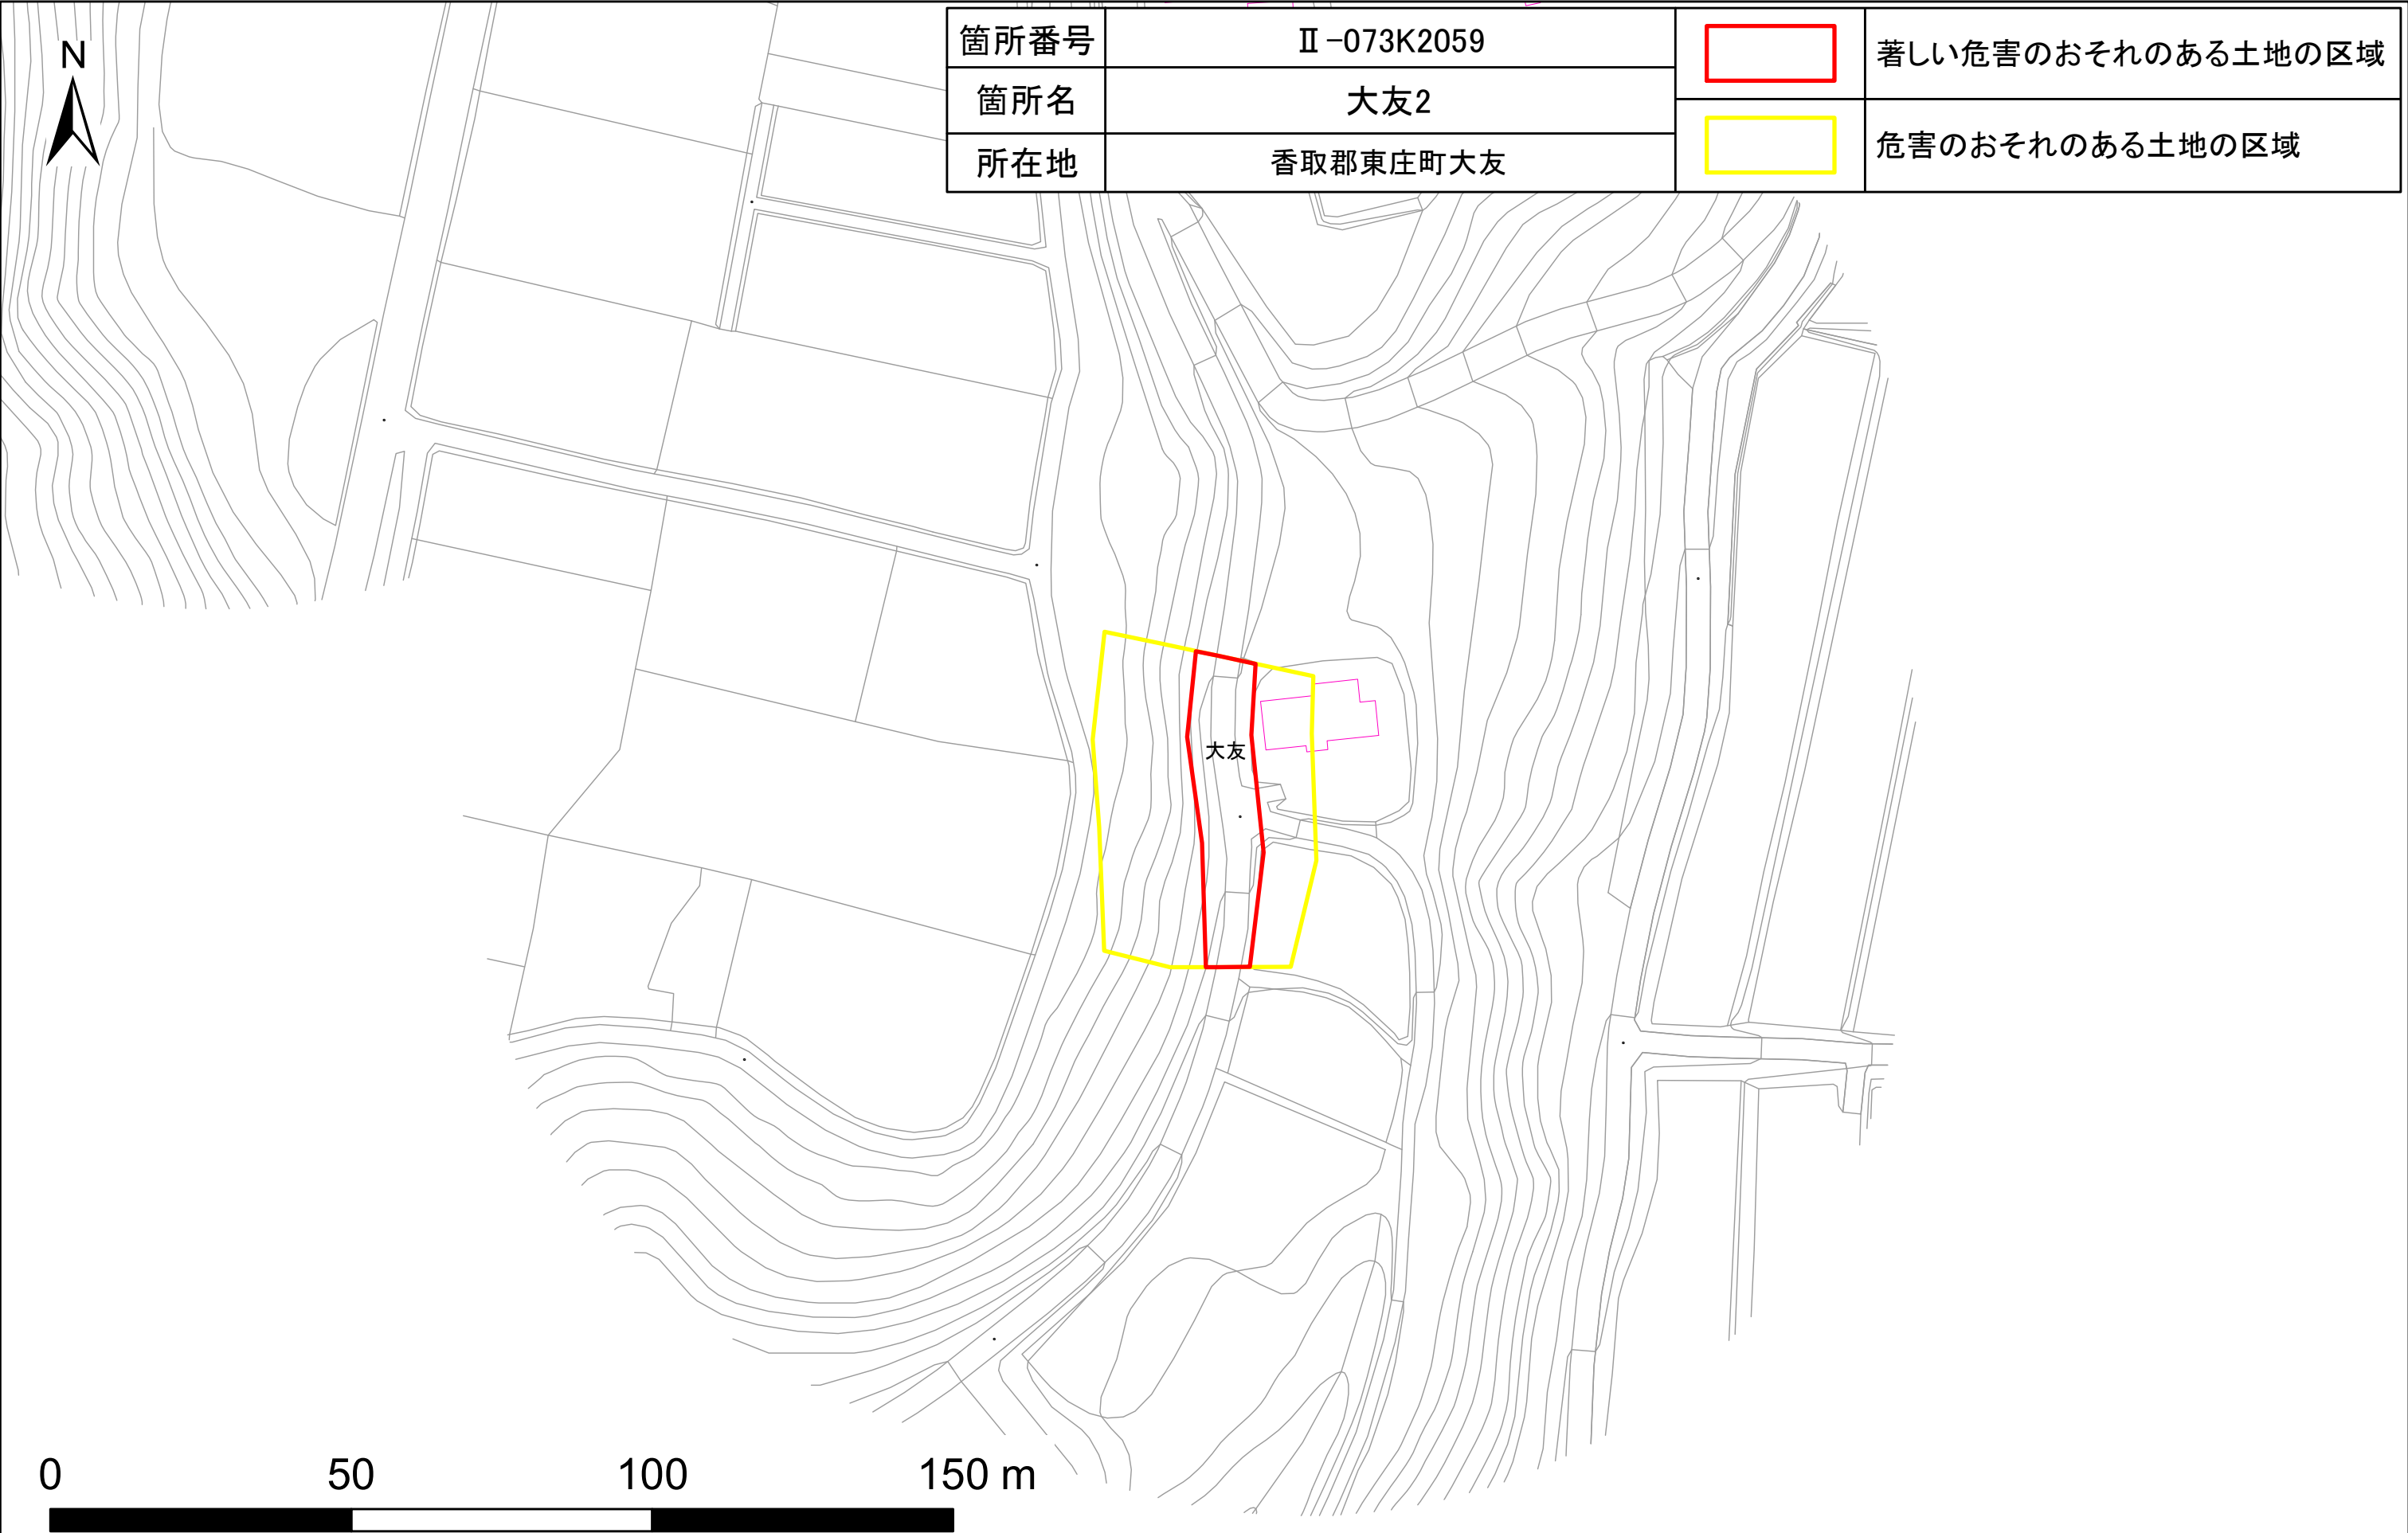 N
箇所番号 Ⅱ-073K2059
箇所名 大友2
所在地 香取郡東庄町大友
著しい危害のおそれのある土地の区域
危害のおそれのある土地の区域
大友
0 50 100 150 m